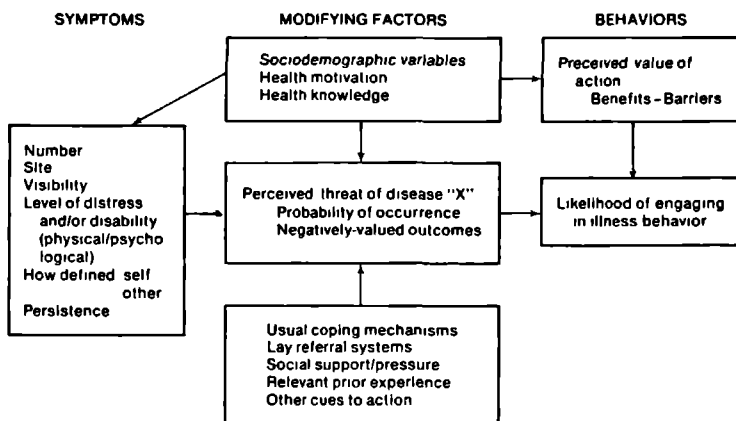 SYMPTOMS
MODIFYING FACTORS
BEHAVIORS
Sociodemographic variables
Health motivation
Health knowledge
Preceived value of
action
Benefits – Barriers
Number
Site
Visibility
Level of distress
and/or disability
(physical/psycho
logical)
How defined self
other
Persistence
Perceived threat of disease "X"
Probability of occurrence
Negatively-valued outcomes
Likelihood of engaging
in illness behavior
Usual coping mechanisms
Lay referral systems
Social support/pressure
Relevant prior experience
Other cues to action